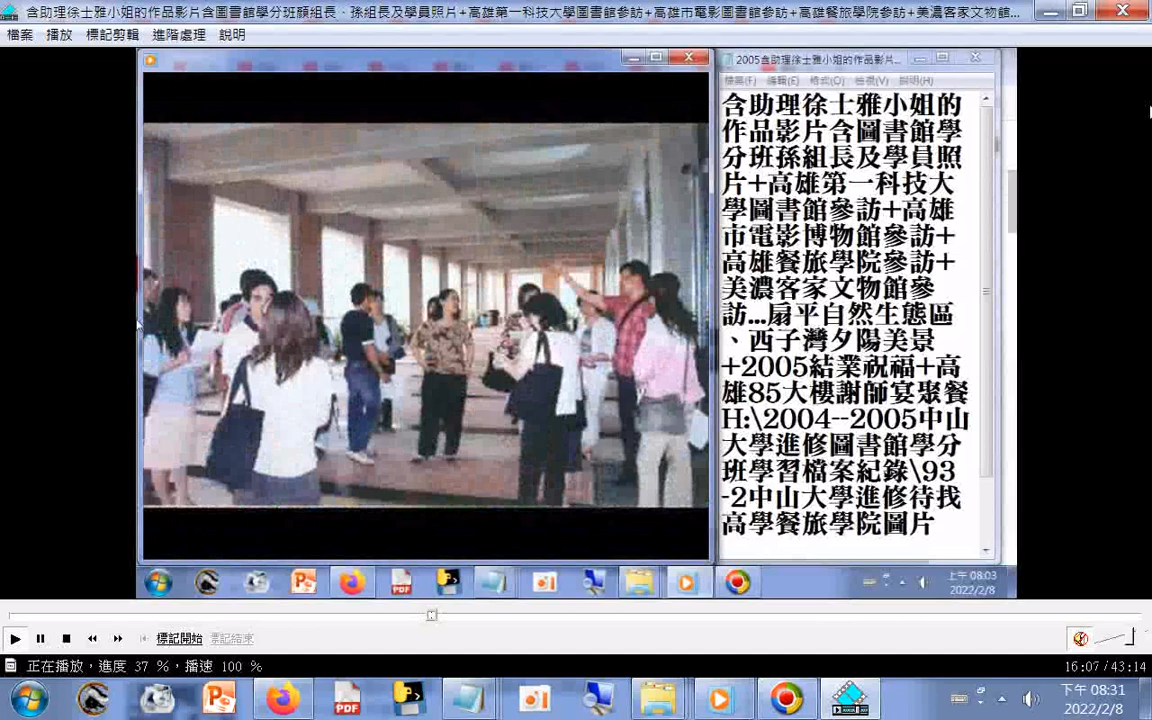 含助理徐士雅小姐的作品影片含圖書館學分班顏組長、孫組長及學員照片+高雄第一科技大學圖書館參訪+高雄市電影圖書館參訪+高雄餐旅學院參訪+美濃客家文物館...
檔案 播放 標記剪輯 進階處理 說明
2005含助理徐士雅小姐的作品影片...
檔案(F) 編輯(E) 格式(O) 檢視(V) 說明(H)
含助理徐士雅小姐的
作品影片含圖書館學
分班孫組長及學員照
片+高雄第一科技大
學圖書館參訪+高雄
市電影博物館參訪+
高雄餐旅學院參訪+
美濃客家文物館參
訪...扇平自然生態區
、西子灣夕陽美景
+2005結業祝福+高
雄85大樓謝師宴聚餐
H:\2004--2005中山
大學進修圖書館學分
班學習檔案紀錄\93
-2中山大學進修待找
高學餐旅學院圖片
PDF
上午 08:03
2022/2/8
標記開始 標記結束
正在播放，進度 37 %，播速 100 %
16:07 / 43:14
PDF
下午 08:31
2022/2/8